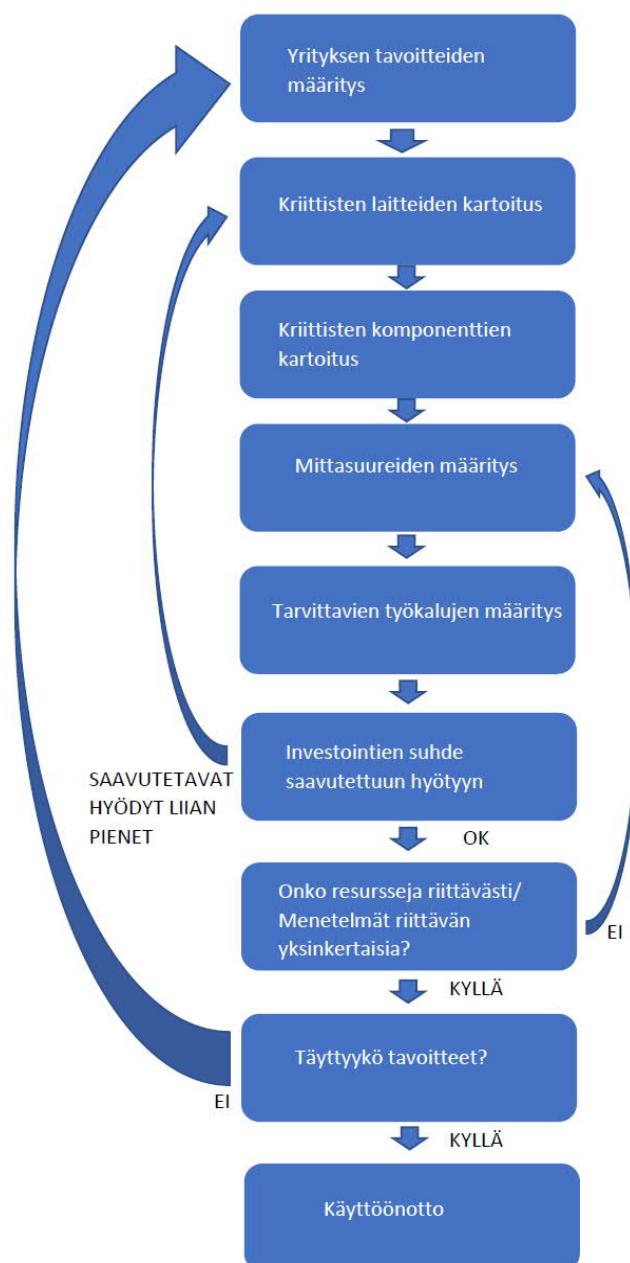 Yrityksen tavoitteiden
määritys
Kriittisten laitteiden kartoitus
Kriittisten komponenttien
kartoitus
Mittasuureiden määritys
Tarvittavien työkalujen määritys
Investointien suhde
saavutettuun hyötyyn
SAAVUTETAVAT
HYÖDYT LIIAN
PIENET
OK
Onko resursseja riittävästi/
Menetelmät riittävän
yksinkertaisia?
EI
KYLLÄ
Täyttyykö tavoitteet?
EI
KYLLÄ
Käyttöönotto